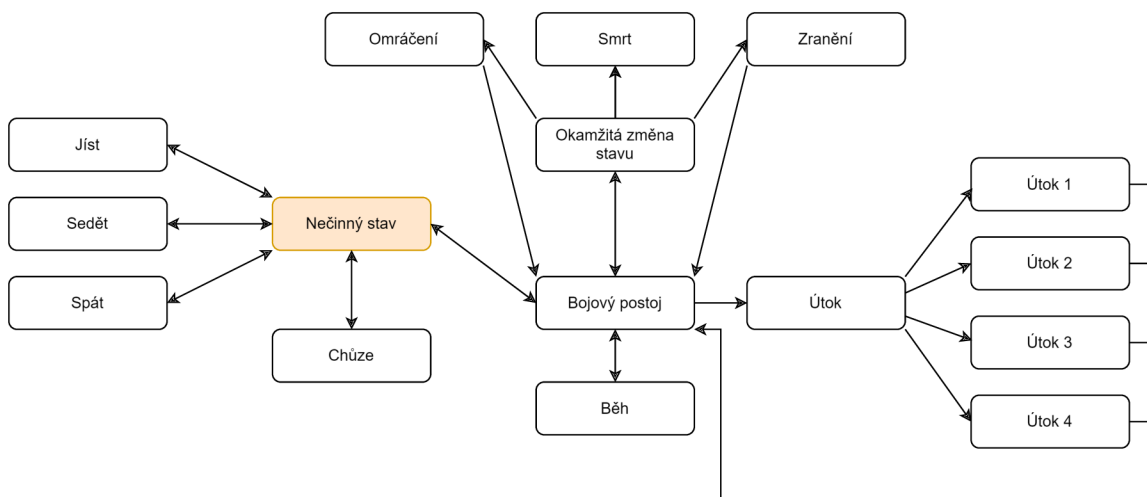 Omráčení
Smrt
Zranění
Jíst
Okamžitá změna
stavu
Útok 1
Sedět
Nečinný stav
Útok 2
Spát
Bojový postoj
Útok
Útok 3
Chůze
Běh
Útok 4